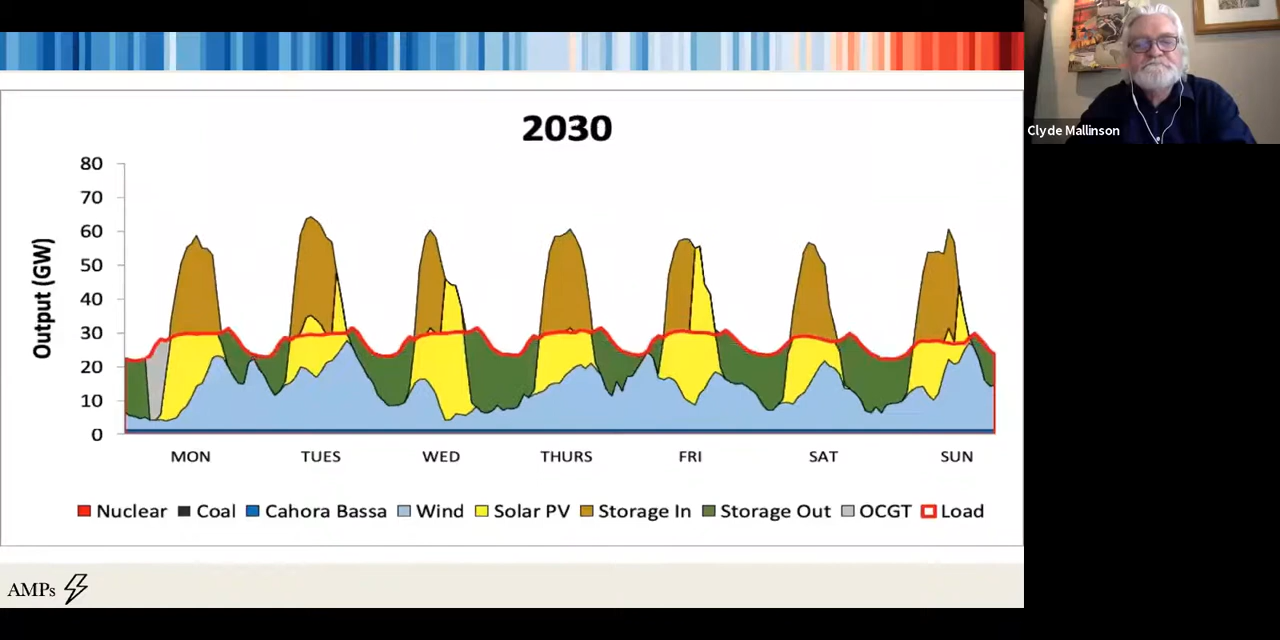 Clyde Mallinson
2030
Output (GW)
80
70
60
50
40
30
20
10
0
MON TUES WED THURS FRI SAT SUN
Nuclear Coal Cahora Bassa Wind Solar PV Storage In Storage Out OCGT Load
AMPs